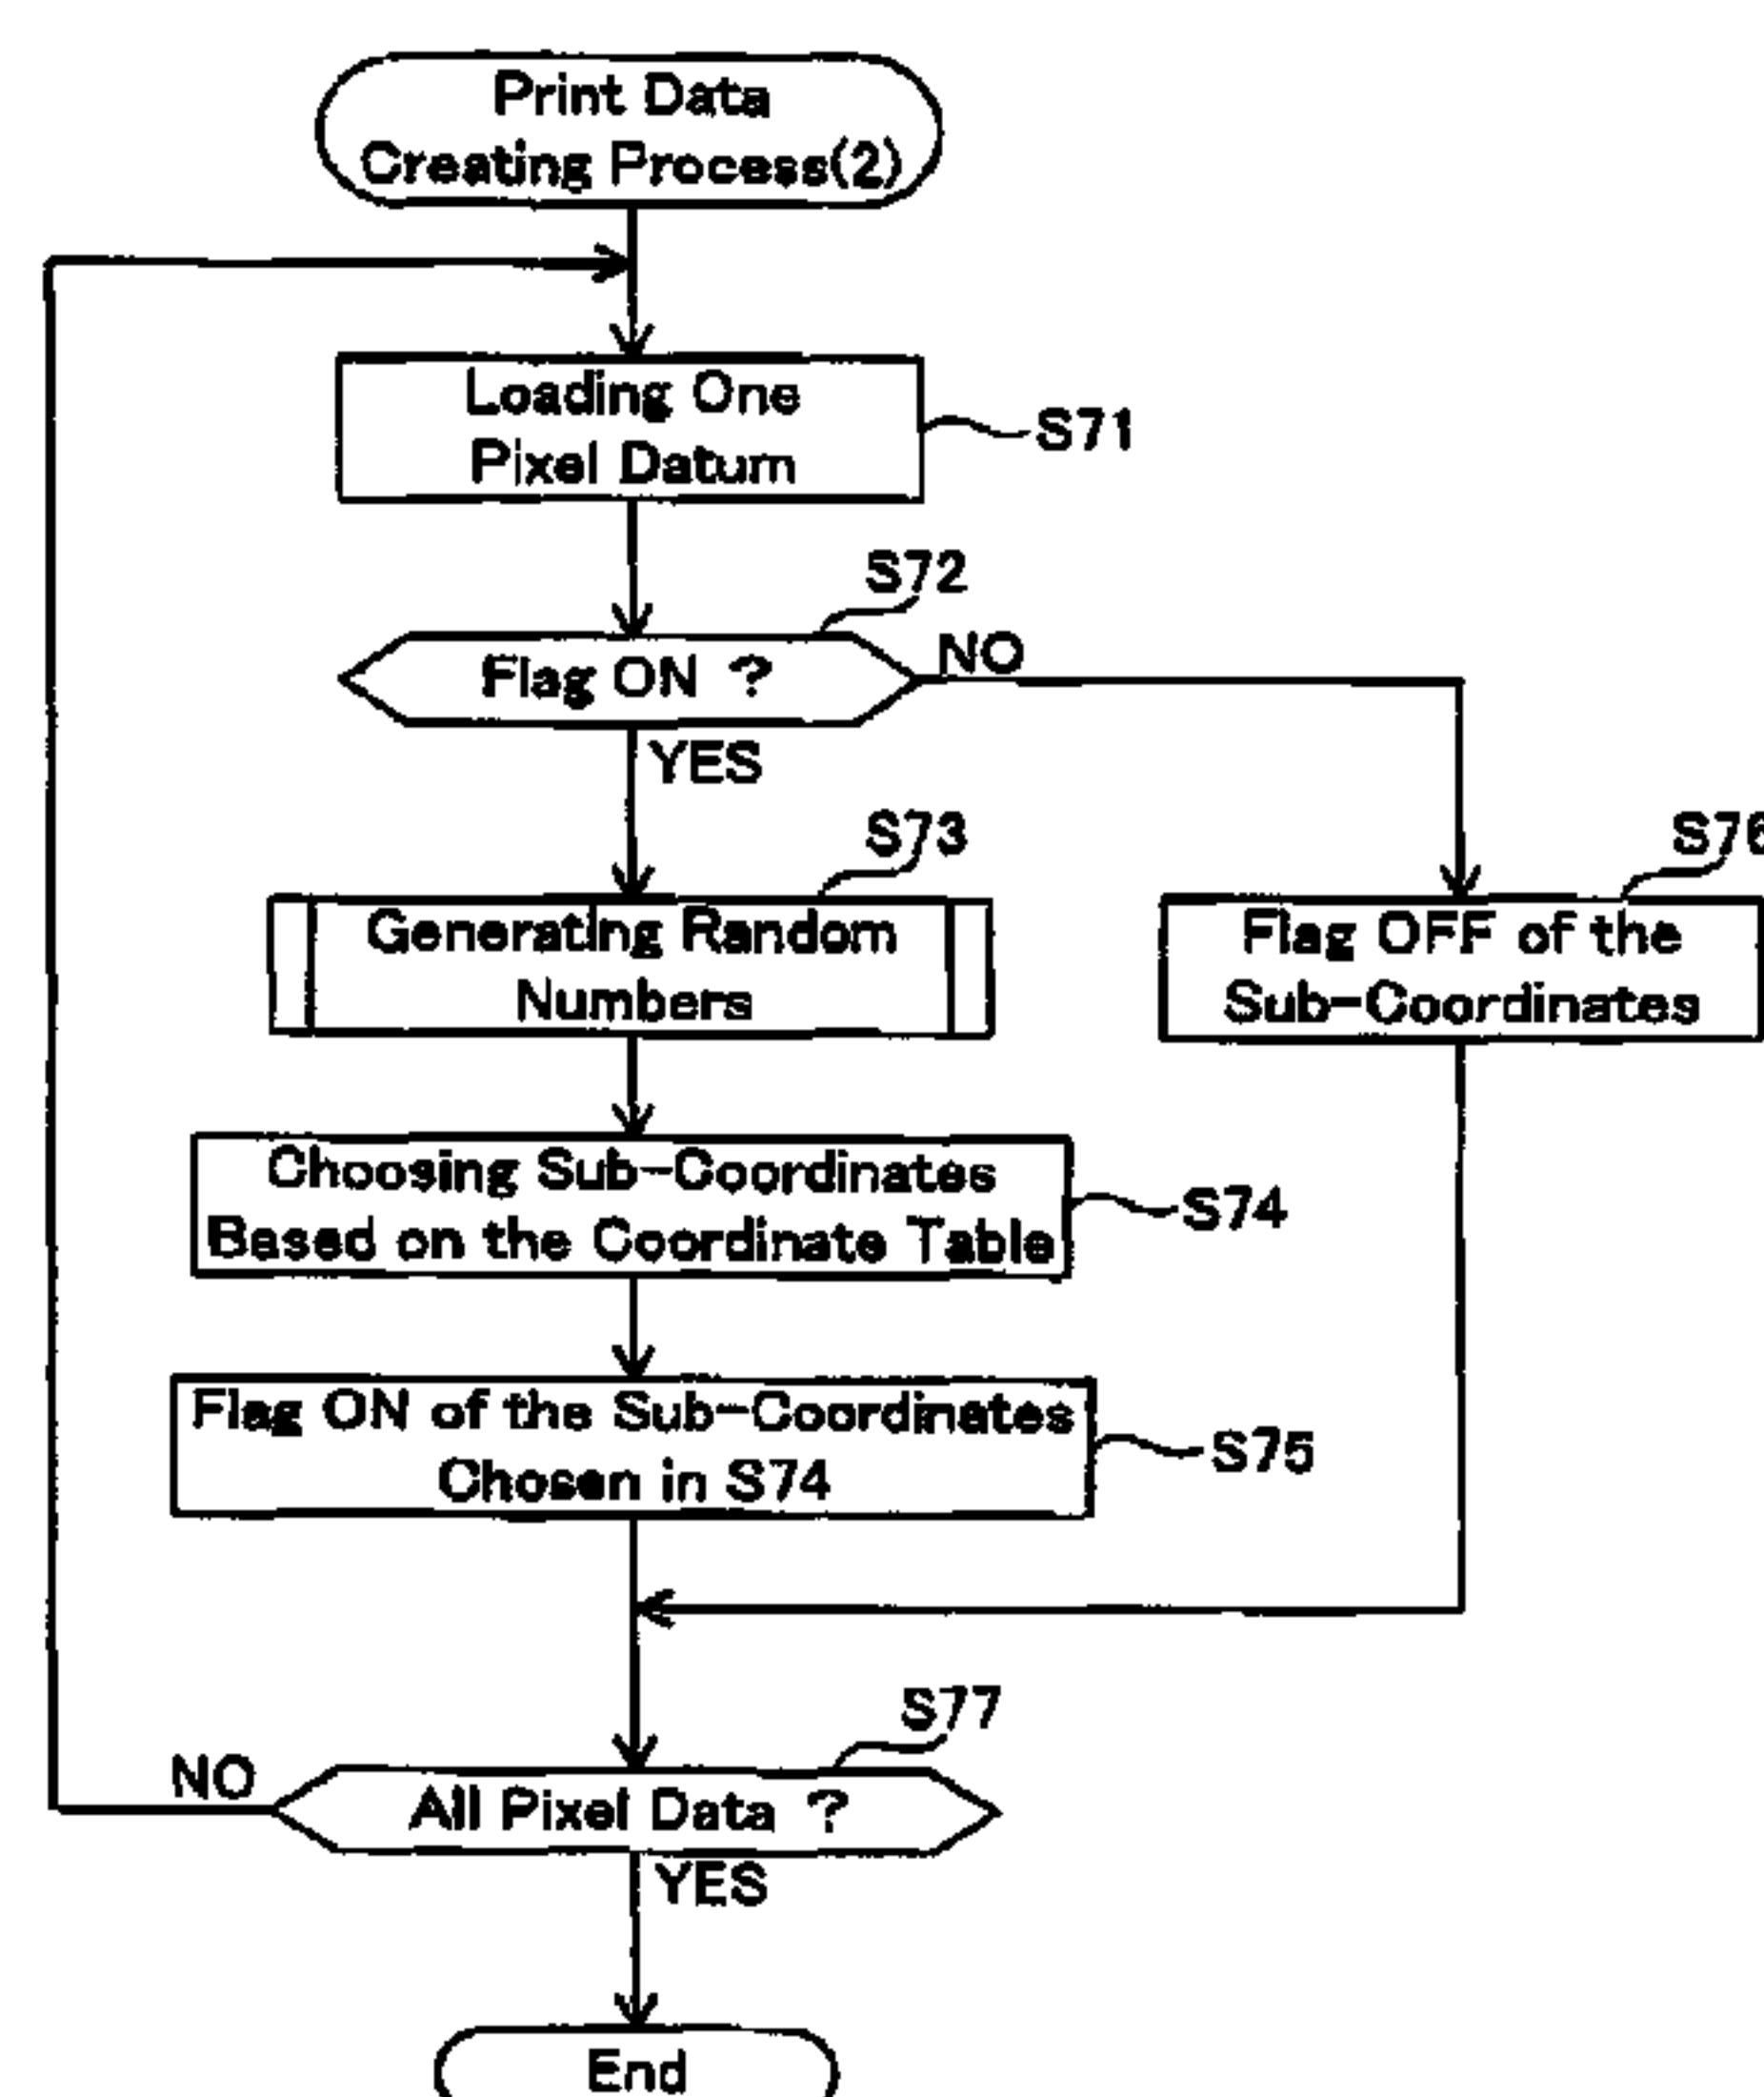 Print Data
Creating Process(2)
Loading One
Pixel Datum
S71
S72
Flag ON ?
NO
YES
S73
Generating Random
Numbers
S76
Flag OFF of the
Sub-Coordinates
Choosing Sub-Coordinates
Based on the Coordinate Table
S74
Flag ON of the Sub-Coordinates
Chosen in S74
S75
S77
NO
All Pixel Data ?
YES
End